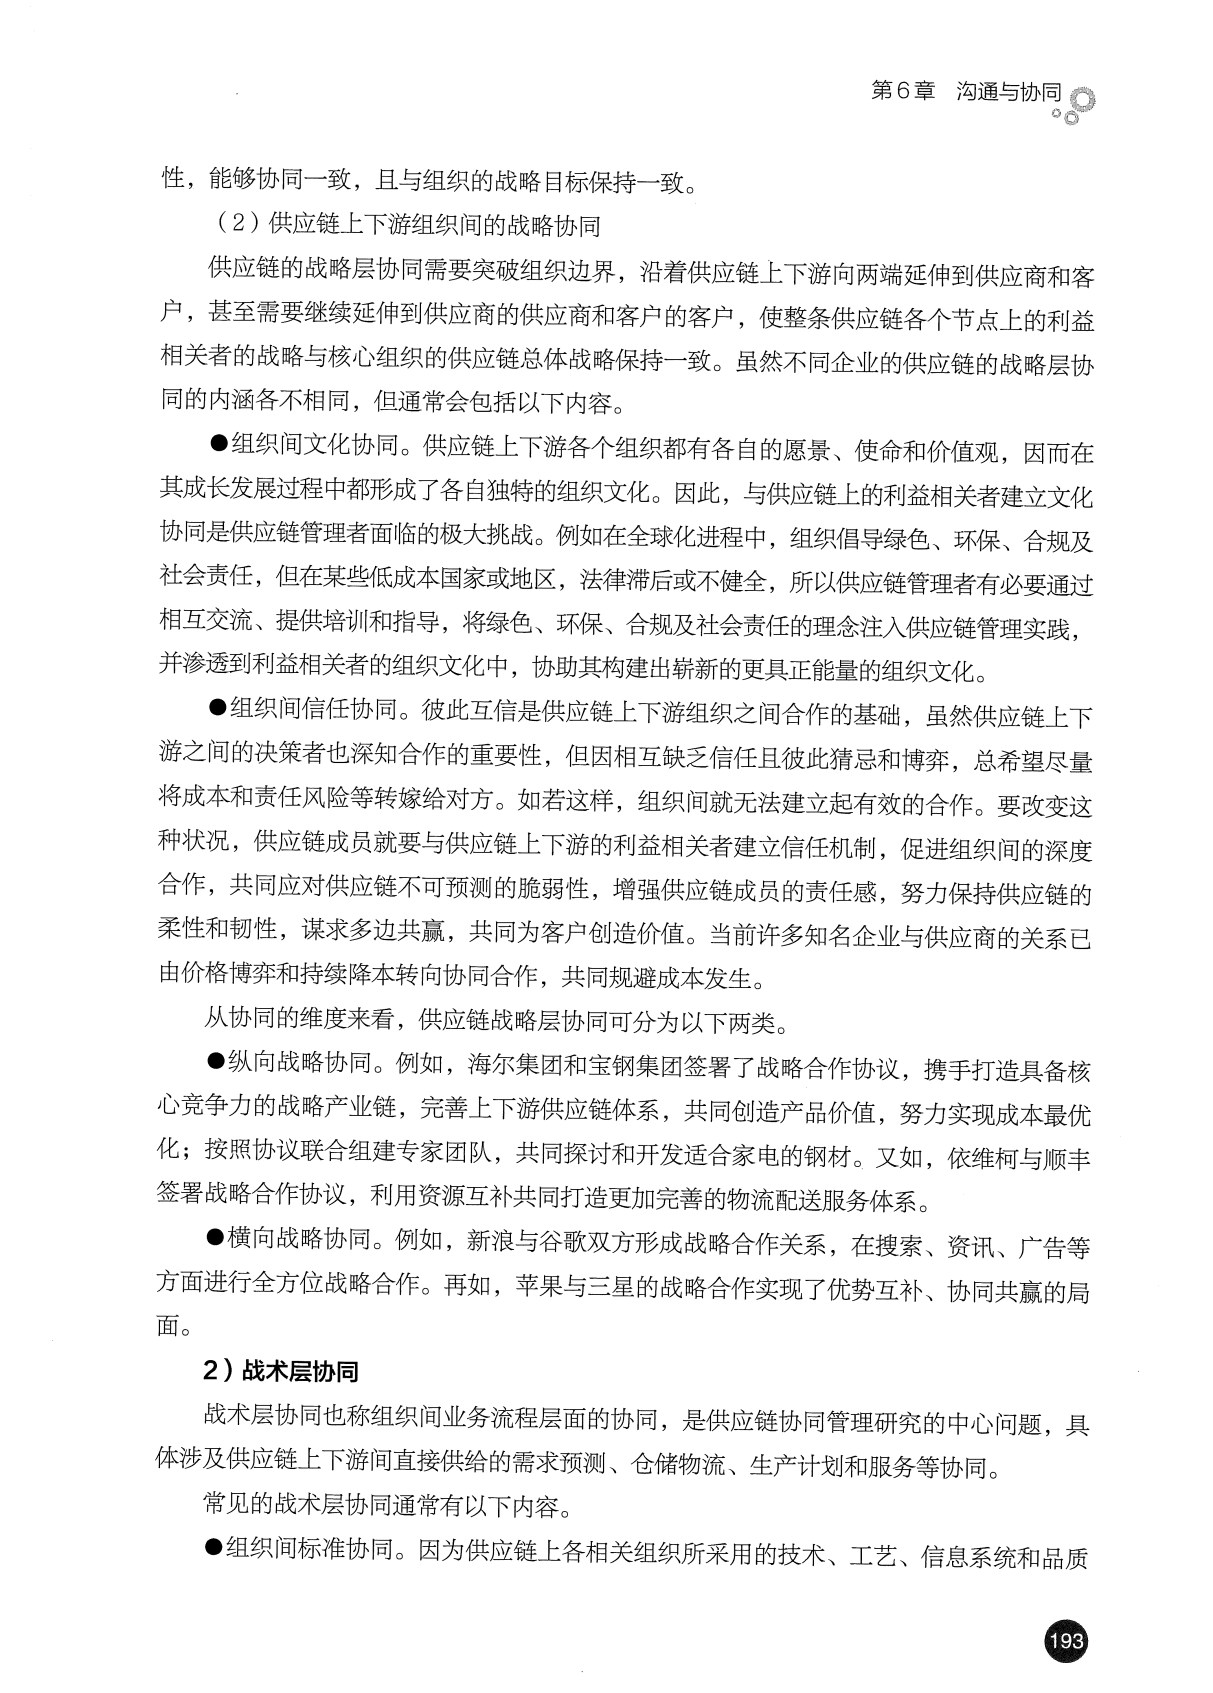 第6章 沟通与协同
性，能够协同一致，且与组织的战略目标保持一致。
（2）供应链上下游组织间的战略协同
供应链的战略层协同需要突破组织边界，沿着供应链上下游向两端延伸到供应商和客
户，甚至需要继续延伸到供应商的供应商和客户的客户，使整条供应链各个节点上的利益
相关者的战略与核心组织的供应链总体战略保持一致。虽然不同企业的供应链的战略层协
同的内涵各不相同，但通常会包括以下内容。
●组织间文化协同。供应链上下游各个组织都有各自的愿景、使命和价值观，因而在
其成长发展过程中都形成了各自独特的组织文化。因此，与供应链上的利益相关者建立文化
协同是供应链管理者面临的极大挑战。例如在全球化进程中，组织倡导绿色、环保、合规及
社会责任，但在某些低成本国家或地区，法律滞后或不健全，所以供应链管理者有必要通过
相互交流、提供培训和指导，将绿色、环保、合规及社会责任的理念注入供应链管理实践，
并渗透到利益相关者的组织文化中，协助其构建出崭新的更具正能量的组织文化。
●组织间信任协同。彼此互信是供应链上下游组织之间合作的基础，虽然供应链上下
游之间的决策者也深知合作的重要性，但因相互缺乏信任且彼此猜忌和博弈，总希望尽量
将成本和责任风险等转嫁给对方。如若这样，组织间就无法建立起有效的合作。要改变这
种状况，供应链成员就要与供应链上下游的利益相关者建立信任机制，促进组织间的深度
合作，共同应对供应链不可预测的脆弱性，增强供应链成员的责任感，努力保持供应链的
柔性和韧性，谋求多边共赢，共同为客户创造价值。当前许多知名企业与供应商的关系已
由价格博弈和持续降本转向协同合作，共同规避成本发生。
从协同的维度来看，供应链战略层协同可分为以下两类。
●纵向战略协同。例如，海尔集团和宝钢集团签署了战略合作协议，携手打造具备核
心竞争力的战略产业链，完善上下游供应链体系，共同创造产品价值，努力实现成本最优
化；按照协议联合组建专家团队，共同探讨和开发适合家电的钢材。又如，依维柯与顺丰
签署战略合作协议，利用资源互补共同打造更加完善的物流配送服务体系。
●横向战略协同。例如，新浪与谷歌双方形成战略合作关系，在搜索、资讯、广告等
方面进行全方位战略合作。再如，苹果与三星的战略合作实现了优势互补、协同共赢的局
面。
2）战术层协同
战术层协同也称组织间业务流程层面的协同，是供应链协同管理研究的中心问题，具
体涉及供应链上下游间直接供给的需求预测、仓储物流、生产计划和服务等协同。
常见的战术层协同通常有以下内容。
●组织间标准协同。因为供应链上各相关组织所采用的技术、工艺、信息系统和品质
193